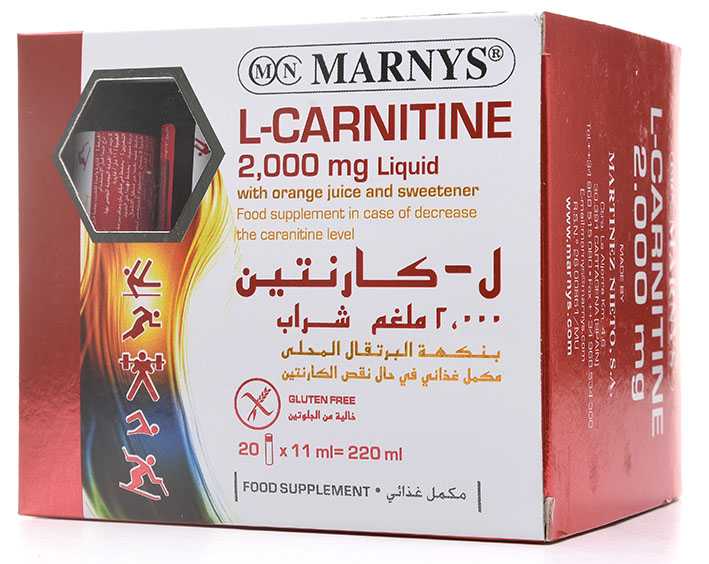 MN MARNYS®
L-CARNITINE
2,000 mg Liquid
with orange juice and sweetener
Food supplement in case of decrease
the caranitine level
ل-كارنتين
٢،٠٠٠ ملغم شراب
بنكهة البرتقال المحلى
مكمل غذائي في حال نقص الكارنتين
GLUTEN FREE
خالية من الجلوتين
20 x 11 ml= 220 ml
FOOD SUPPLEMENT • مكمل غذائي
L-CARNITINE
2.000 mg
MADE BY
MARTINEZ NIETO, S.A.
www.marnys.com